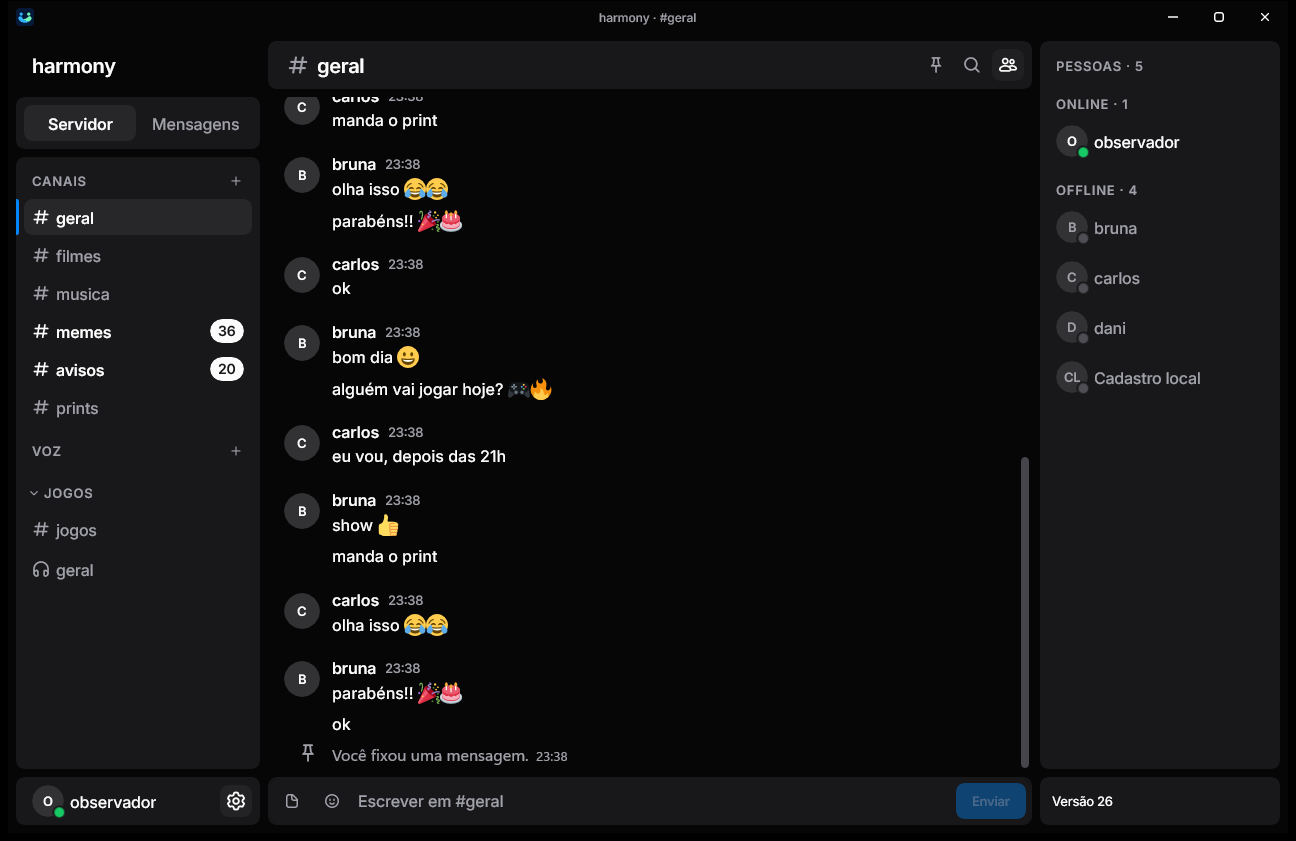 harmony · #geral
harmony
Servidor
Mensagens
CANAIS
# geral
# filmes
# musica
# memes 36
# avisos 20
# prints
VOZ
JOGOS
# jogos
geral
O observador
# geral
C carlos 23:38
manda o print
B bruna 23:38
olha isso 😂😂
parabéns!! 🎉🎂
C carlos 23:38
ok
B bruna 23:38
bom dia 😀
alguém vai jogar hoje? 🎮🔥
C carlos 23:38
eu vou, depois das 21h
B bruna 23:38
show 👍
manda o print
C carlos 23:38
olha isso 😂😂
B bruna 23:38
parabéns!! 🎉🎂
ok
Você fixou uma mensagem. 23:38
Escrever em #geral
Enviar
PESSOAS · 5
ONLINE · 1
O observador
OFFLINE · 4
B bruna
C carlos
D dani
CL Cadastro local
Versão 26